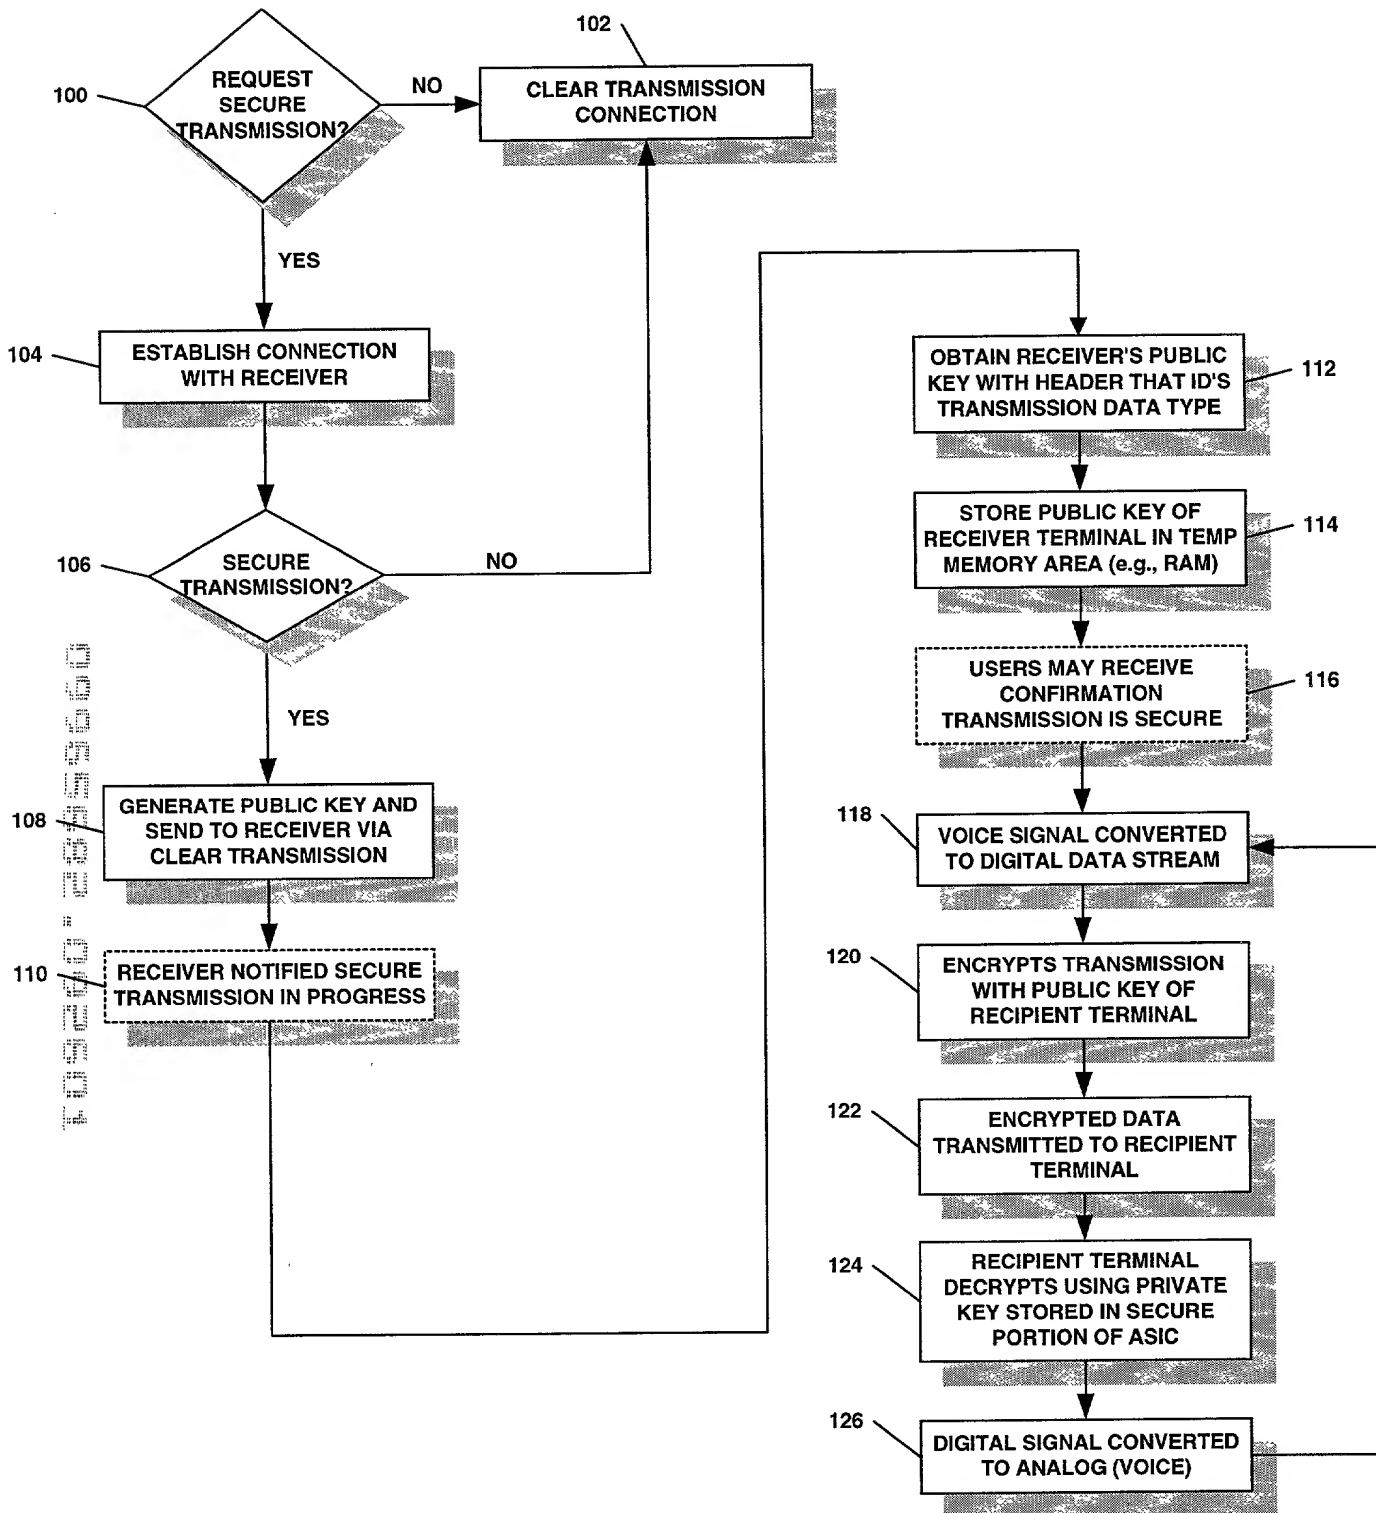 100
REQUEST
SECURE
TRANSMISSION?
NO
102
CLEAR TRANSMISSION
CONNECTION
YES
104
ESTABLISH CONNECTION
WITH RECEIVER
106
SECURE
TRANSMISSION?
NO
YES
108
GENERATE PUBLIC KEY AND
SEND TO RECEIVER VIA
CLEAR TRANSMISSION
110
RECEIVER NOTIFIED SECURE
TRANSMISSION IN PROGRESS
OBTAIN RECEIVER'S PUBLIC
KEY WITH HEADER THAT ID'S
TRANSMISSION DATA TYPE
112
STORE PUBLIC KEY OF
RECEIVER TERMINAL IN TEMP
MEMORY AREA (e.g., RAM)
114
USERS MAY RECEIVE
CONFIRMATION
TRANSMISSION IS SECURE
116
118
VOICE SIGNAL CONVERTED
TO DIGITAL DATA STREAM
120
ENCRYPTS TRANSMISSION
WITH PUBLIC KEY OF
RECIPIENT TERMINAL
122
ENCRYPTED DATA
TRANSMITTED TO RECIPIENT
TERMINAL
124
RECIPIENT TERMINAL
DECRYPTS USING PRIVATE
KEY STORED IN SECURE
PORTION OF ASIC
126
DIGITAL SIGNAL CONVERTED
TO ANALOG (VOICE)